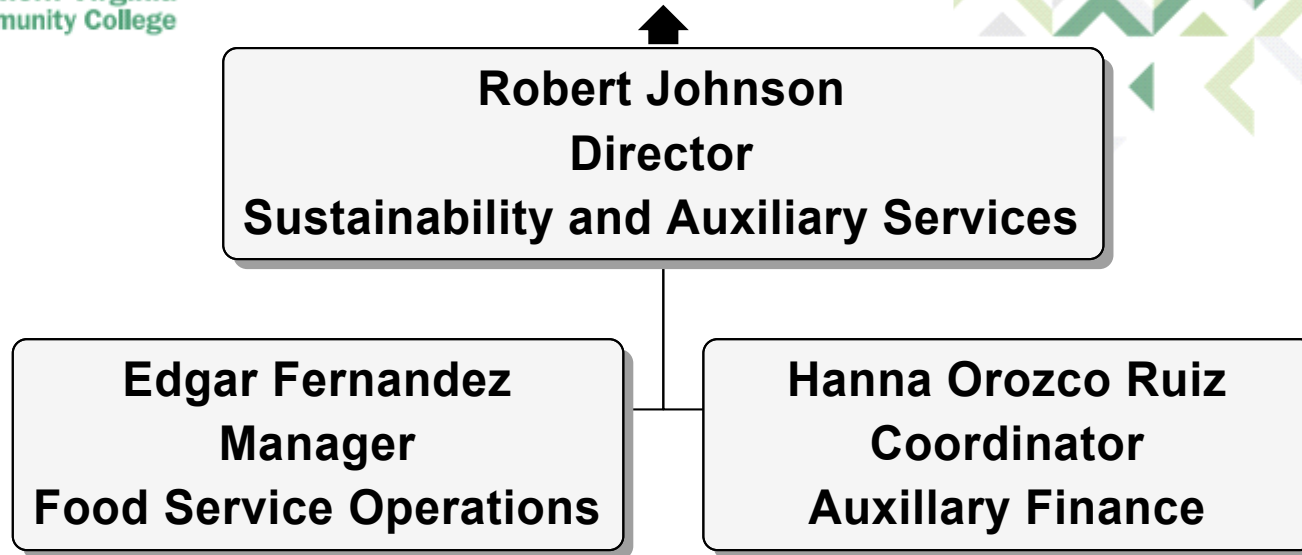 munity College
Robert Johnson
Director
Sustainability and Auxiliary Services
Edgar Fernandez
Manager
Food Service Operations
Hanna Orozco Ruiz
Coordinator
Auxillary Finance